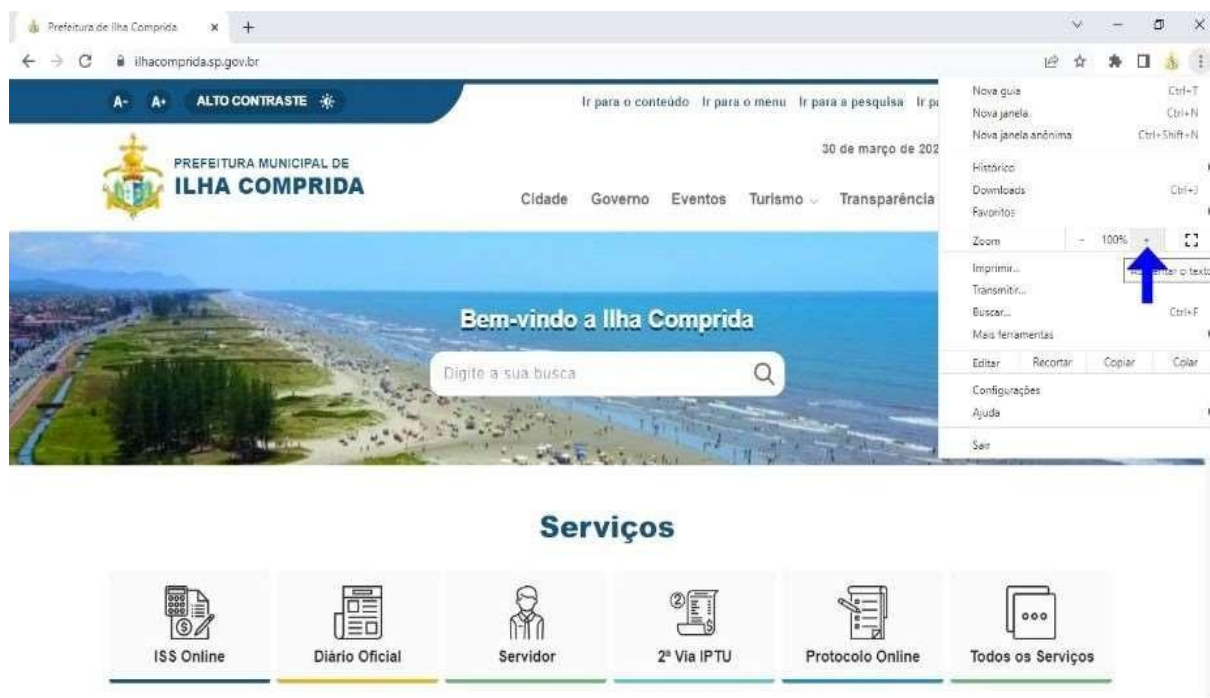 Prefeitura de Ilha Comprida
ilhacomprida.sp.gov.br
A- A+ ALTO CONTRASTE Ir para o conteúdo Ir para o menu Ir para a pesquisa Ir
30 de março de 202
PREFEITURA MUNICIPAL DE
ILHA COMPRIDA
Cidade Governo Eventos Turismo Transparência
Nova guia Ctrl+T
Nova janela Ctrl+N
Nova janela anônima Ctrl+Shift+N
Histórico
Downloads Ctrl+J
Favoritos
Zoom - 100% +
Imprimir... o texto
Transmitir...
Buscar... Ctrl+F
Mais ferramentas
Editar Recortar Copiar Colar
Configurações
Ajuda
Sair
Bem-vindo a Ilha Comprida
Digite a sua busca
Serviços
ISS Online Diário Oficial Servidor 2ª Via IPTU Protocolo Online Todos os Serviços